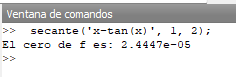 Ventana de comandos
>> secante('x-tan(x)', 1, 2);
El cero de f es: 2.4447e-05
>>